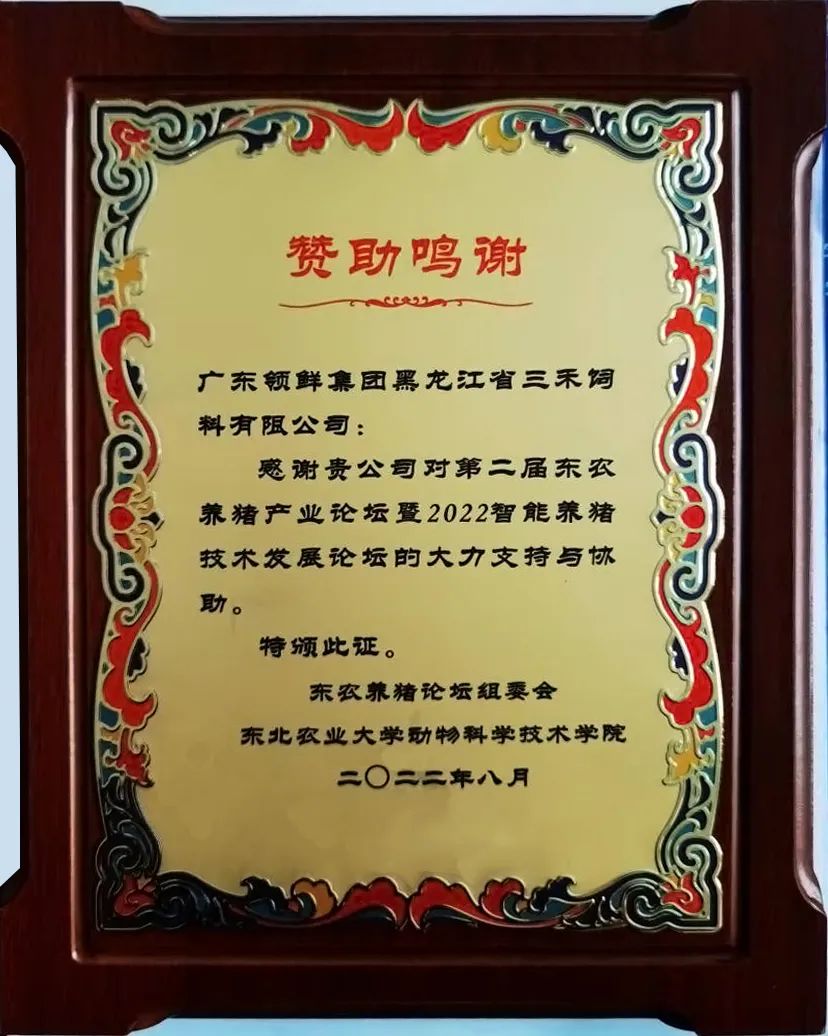 赞助鸣谢
广东领鲜集团黑龙江省三禾饲
料有限公司：
感谢贵公司对第二届东农
养猪产业论坛暨2022智能养猪
技术发展论坛的大力支持与协
助。
特颁此证。
东农养猪论坛组委会
东北农业大学动物科学技术学院
二〇二二年八月